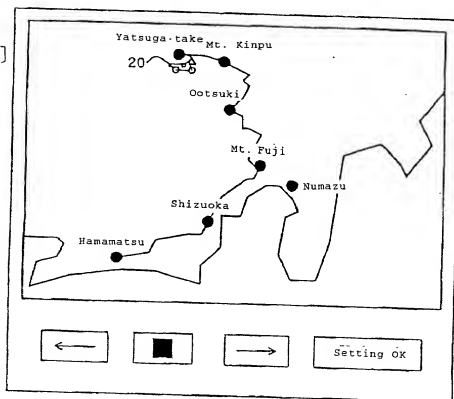 ]
Yatsuga-take
Mt. Kinpu
20
Ootsuki
Mt. Fuji
Numazu
Shizuoka
Hamamatsu
Setting OK